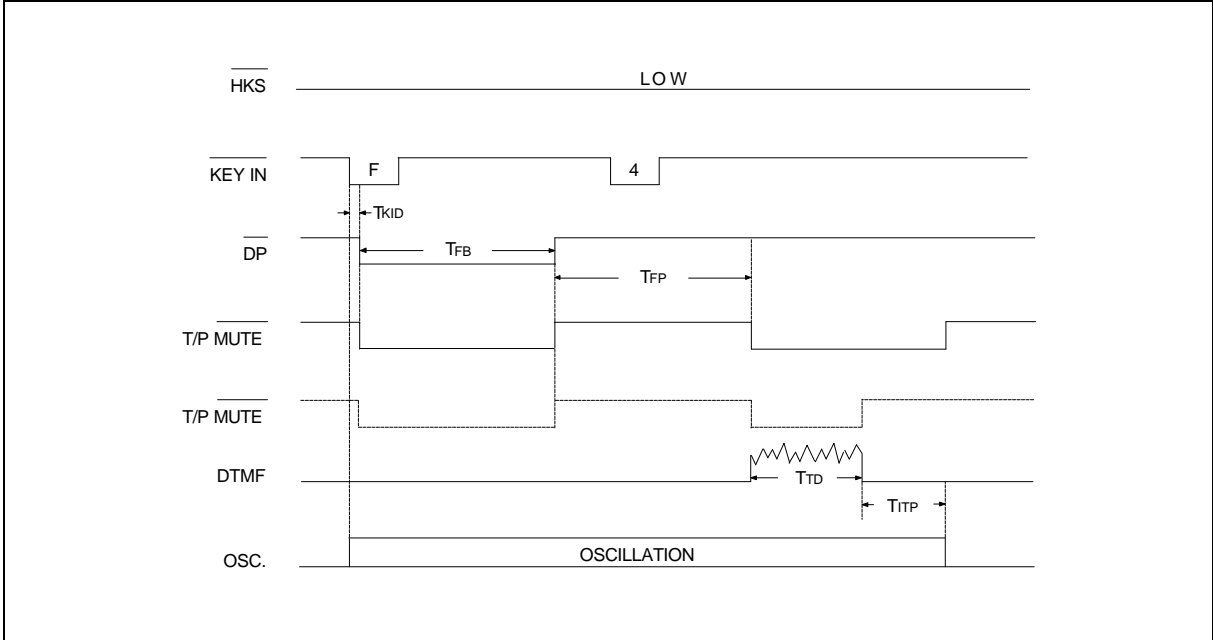 HKS
LOW
KEY IN
F
4
TKID
DP
TFB
TFP
T/P MUTE
T/P MUTE
DTMF
TTD
TITP
OSC.
OSCILLATION